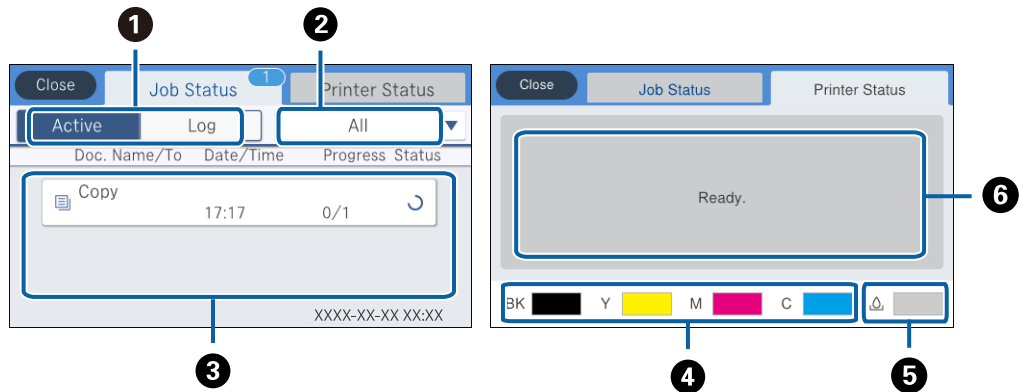 1 2
Close Job Status 1 Printer Status
Active Log All
Doc. Name/To Date/Time Progress Status
Copy
17:17 0/1
XXXX-XX-XX XX:XX
3
Close Job Status Printer Status
Ready.
6
BK Y M C
4 5